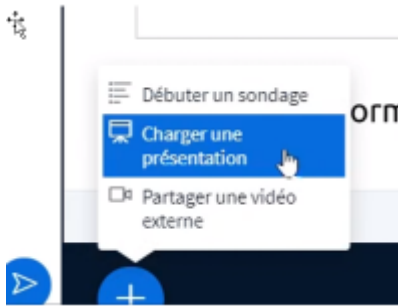 Débuter un sondage
orm
Charger une
présentation
Partager une vidéo
externe